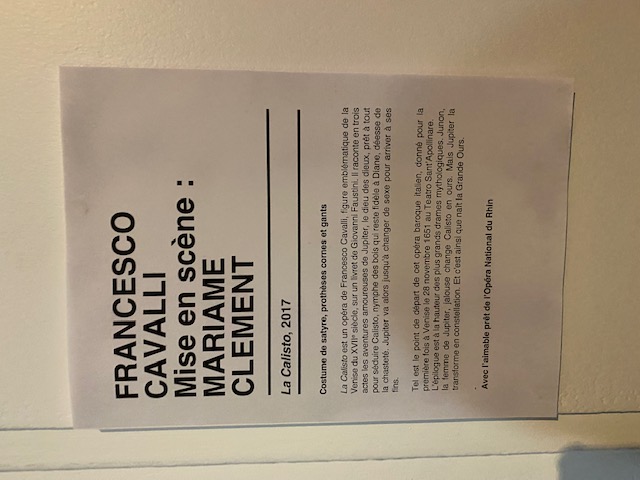 FRANCESCO
CAVALLI
Mise en scène :
MARIAME
CLEMENT
La Calisto, 2017
Costume de satyre, prothèses cornes et gants
La Calisto est un opéra de Francesco Cavalli, figure emblématique de la
Venise du XVIIe siècle, sur un livret de Giovanni Faustini. Il raconte en trois
actes les aventures amoureuses de Jupiter, le dieu des dieux, prêt à tout
pour séduire Calisto, nymphe des bois qui reste fidèle à Diane, déesse de
la chasteté. Jupiter va alors jusqu'à changer de sexe pour arriver à ses
fins.
Tel est le point de départ de cet opéra baroque italien, donné pour la
première fois à Venise le 28 novembre 1651 au Teatro Sant'Apollinare.
L'épilogue est à la hauteur des plus grands drames mythologiques. Junon,
la femme de Jupiter, jalouse change Calisto en ours. Mais Jupiter la
transforme en constellation. Et c'est ainsi que naît la Grande Ours.
.
Avec l'aimable prêt de l'Opéra National du Rhin